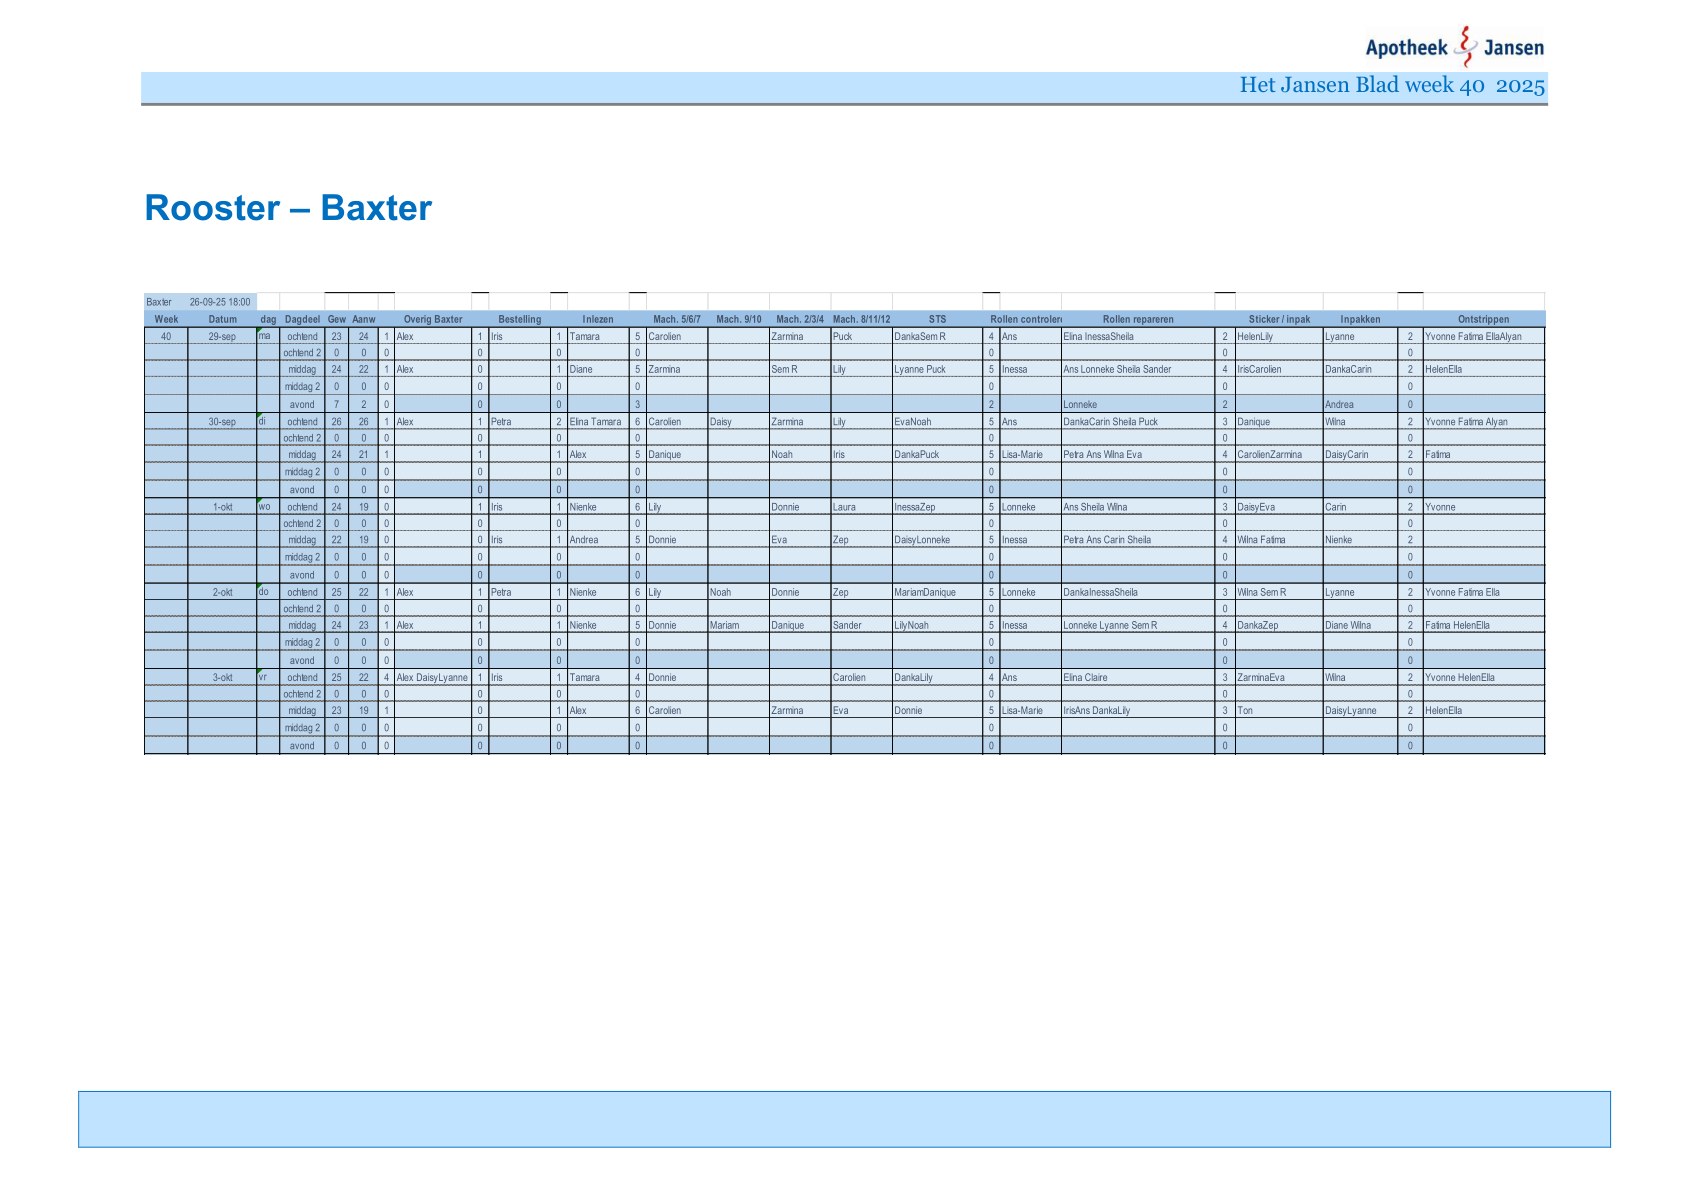 Apotheek Jansen
Het Jansen Blad week 40 2025
Rooster – Baxter
Baxter 26-09-25 18:00
Week Datum dag Dagdeel Gew Aanw Overig Baxter Bestelling Inlezen Mach. 5/6/7 Mach. 9/10 Mach. 2/3/4 Mach. 8/11/12 STS Rollen controleren Rollen repareren Sticker / inpak Inpakken Ontstrippen
40 29-sep ma ochtend 23 24 1 Alex 1 Iris 1 Tamara 5 Carolien Zarmina Puck DankaSem R 4 Ans Elina InessaSheila 2 HelenLily Lyanne 2 Yvonne Fatima EllaAlyan
ochtend 2 0 0 0 0 0 0 0 0 0
middag 24 22 1 Alex 0 1 Diane 5 Zarmina Sem R Lily Lyanne Puck 5 Inessa Ans Lonneke Sheila Sander 4 IrisCarolien DankaCarin 2 HelenElla
middag 2 0 0 0 0 0 0 0 0 0
avond 7 2 0 0 0 3 2 Lonneke 2 Andrea 0
30-sep di ochtend 26 26 1 Alex 1 Petra 2 Elina Tamara 6 Carolien Daisy Zarmina Lily EvaNoah 5 Ans DankaCarin Sheila Puck 3 Danique Wilna 2 Yvonne Fatima Alyan
ochtend 2 0 0 0 0 0 0 0 0 0
middag 24 21 1 1 1 Alex 5 Danique Noah Iris DankaPuck 5 Lisa-Marie Petra Ans Wilna Eva 4 CarolienZarmina DaisyCarin 2 Fatima
middag 2 0 0 0 0 0 0 0 0 0
avond 0 0 0 0 0 0 0 0 0
1-okt wo ochtend 24 19 0 1 Iris 1 Nienke 6 Lily Donnie Laura InessaZep 5 Lonneke Ans Sheila Wilna 3 DaisyEva Carin 2 Yvonne
ochtend 2 0 0 0 0 0 0 0 0 0
middag 22 19 0 0 Iris 1 Andrea 5 Donnie Eva Zep DaisyLonneke 5 Inessa Petra Ans Carin Sheila 4 Wilna Fatima Nienke 2
middag 2 0 0 0 0 0 0 0 0 0
avond 0 0 0 0 0 0 0 0 0
2-okt do ochtend 25 22 1 Alex 1 Petra 1 Nienke 6 Lily Noah Donnie Zep MariamDanique 5 Lonneke DankaInessaSheila 3 Wilna Sem R Lyanne 2 Yvonne Fatima Ella
ochtend 2 0 0 0 0 0 0 0 0 0
middag 24 23 1 Alex 1 1 Nienke 5 Donnie Mariam Danique Sander LilyNoah 5 Inessa Lonneke Lyanne Sem R 4 DankaZep Diane Wilna 2 Fatima HelenElla
middag 2 0 0 0 0 0 0 0 0 0
avond 0 0 0 0 0 0 0 0 0
3-okt vr ochtend 25 22 4 Alex DaisyLyanne 1 Iris 1 Tamara 4 Donnie Carolien DankaLily 4 Ans Elina Claire 3 ZarminaEva Wilna 2 Yvonne HelenElla
ochtend 2 0 0 0 0 0 0 0 0 0
middag 23 19 1 0 1 Alex 6 Carolien Zarmina Eva Donnie 5 Lisa-Marie IrisAns DankaLily 3 Ton DaisyLyanne 2 HelenElla
middag 2 0 0 0 0 0 0 0 0 0
avond 0 0 0 0 0 0 0 0 0